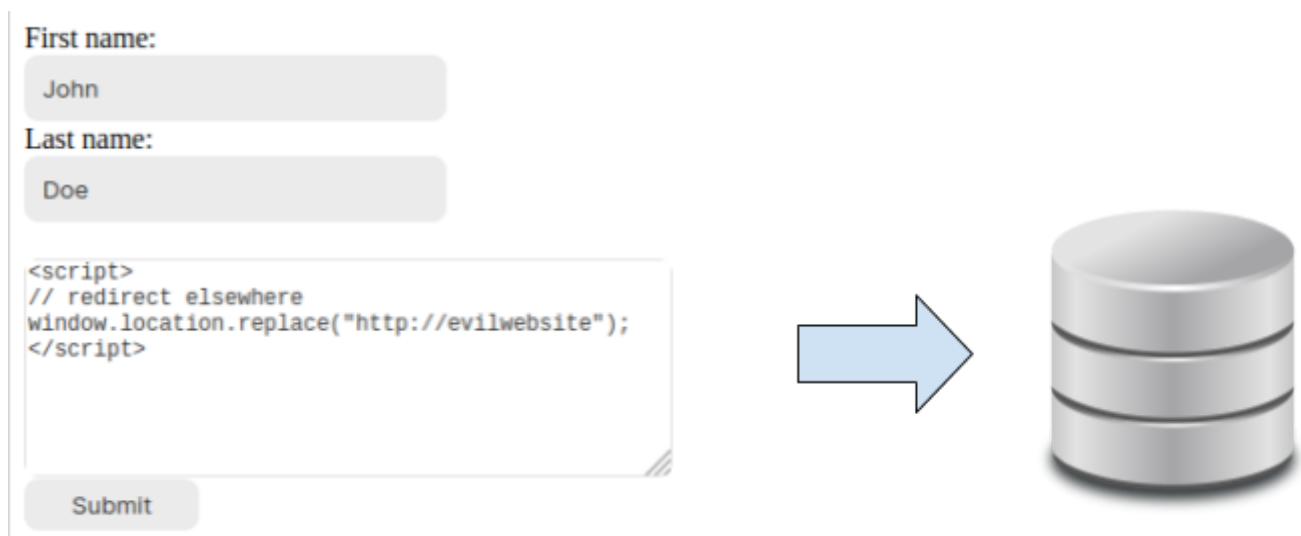 First name:
John
Last name:
Doe
<script>
// redirect elsewhere
window.location.replace("http://evilwebsite");
</script>
Submit